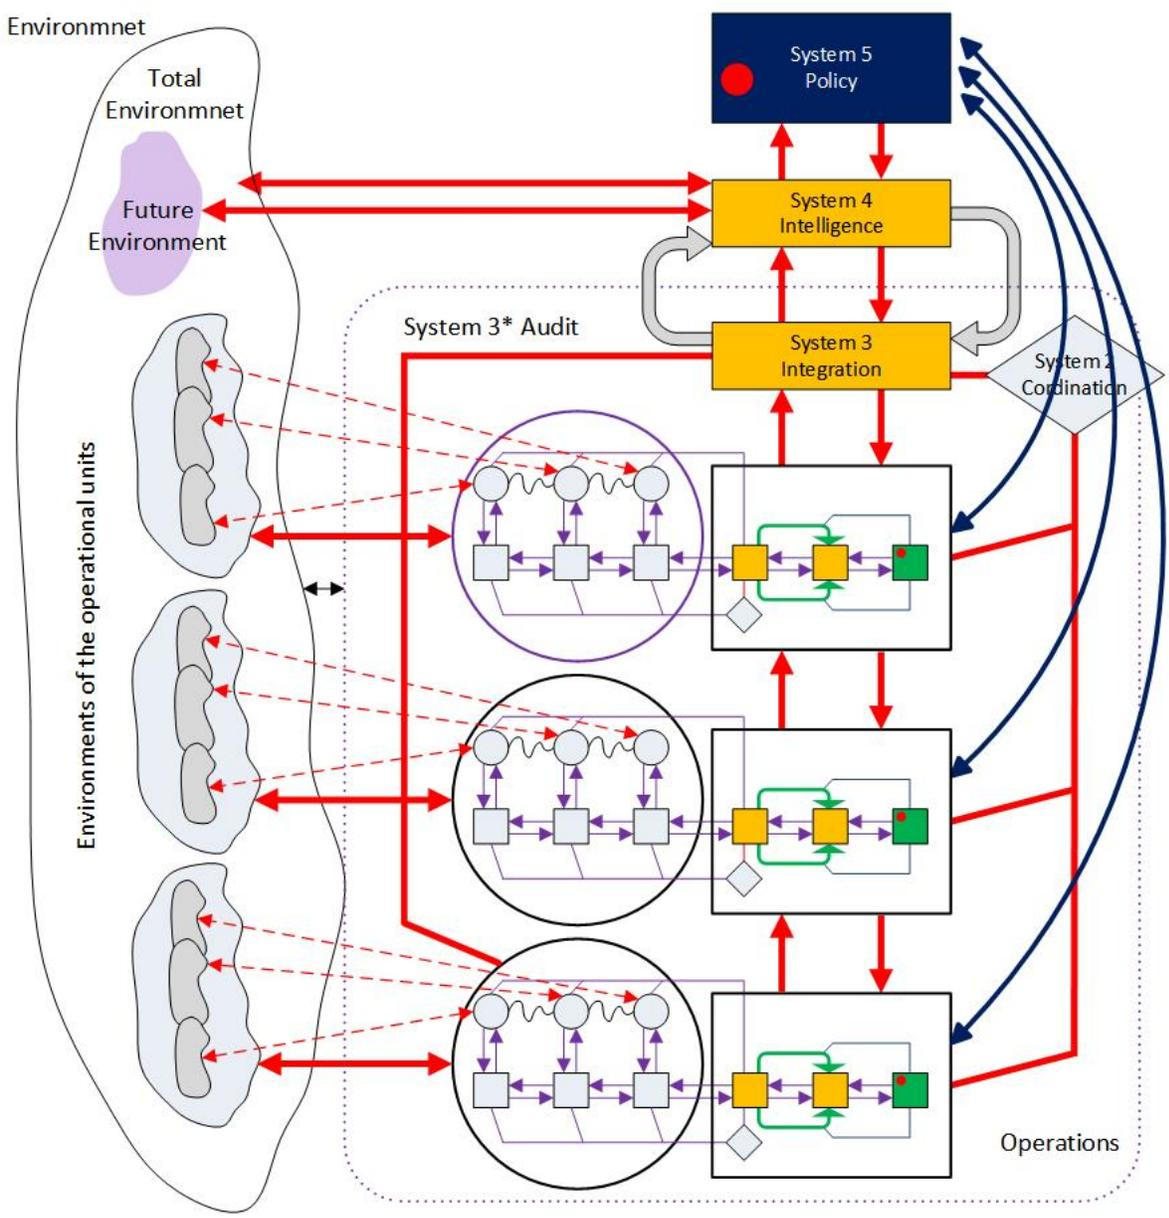 Environmnet
Total
Environmnet
Future
Environment
Environments of the operational units
System 5
Policy
System 4
Intelligence
System 3* Audit
System 3
Integration
System 2
Cordination
Operations